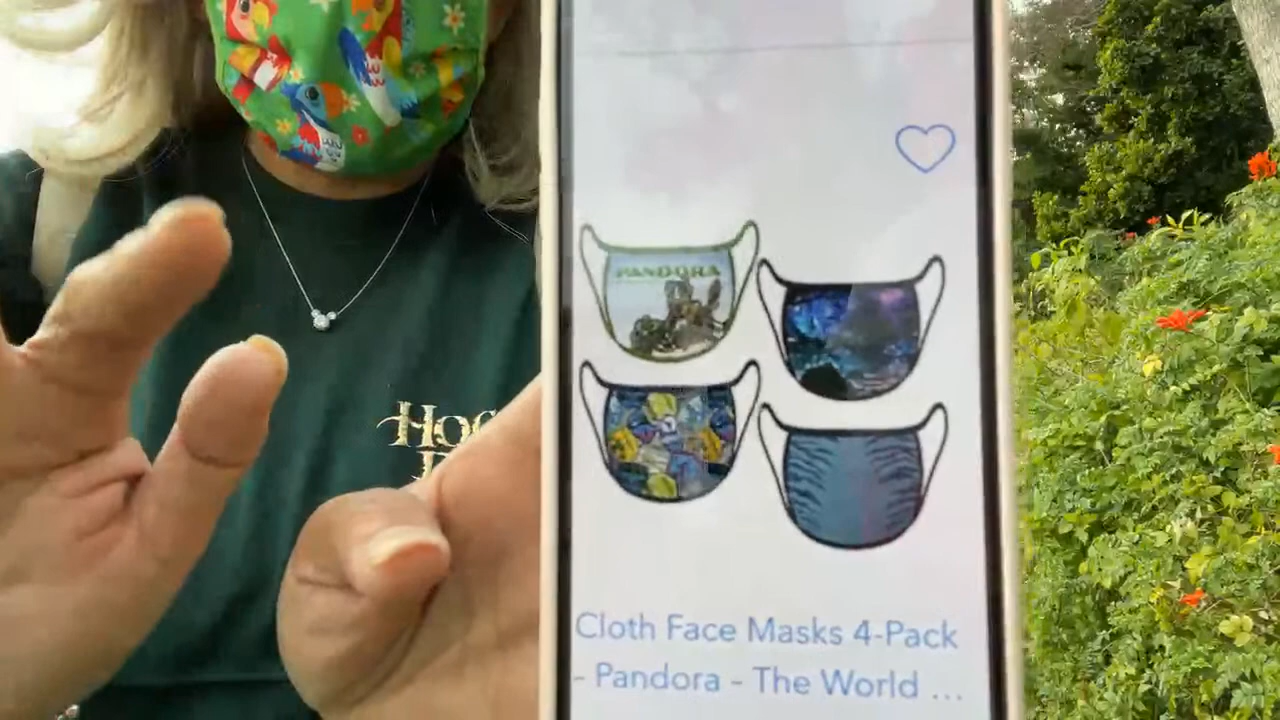 PANDORA
Cloth Face Masks 4-Pack
- Pandora - The World ...